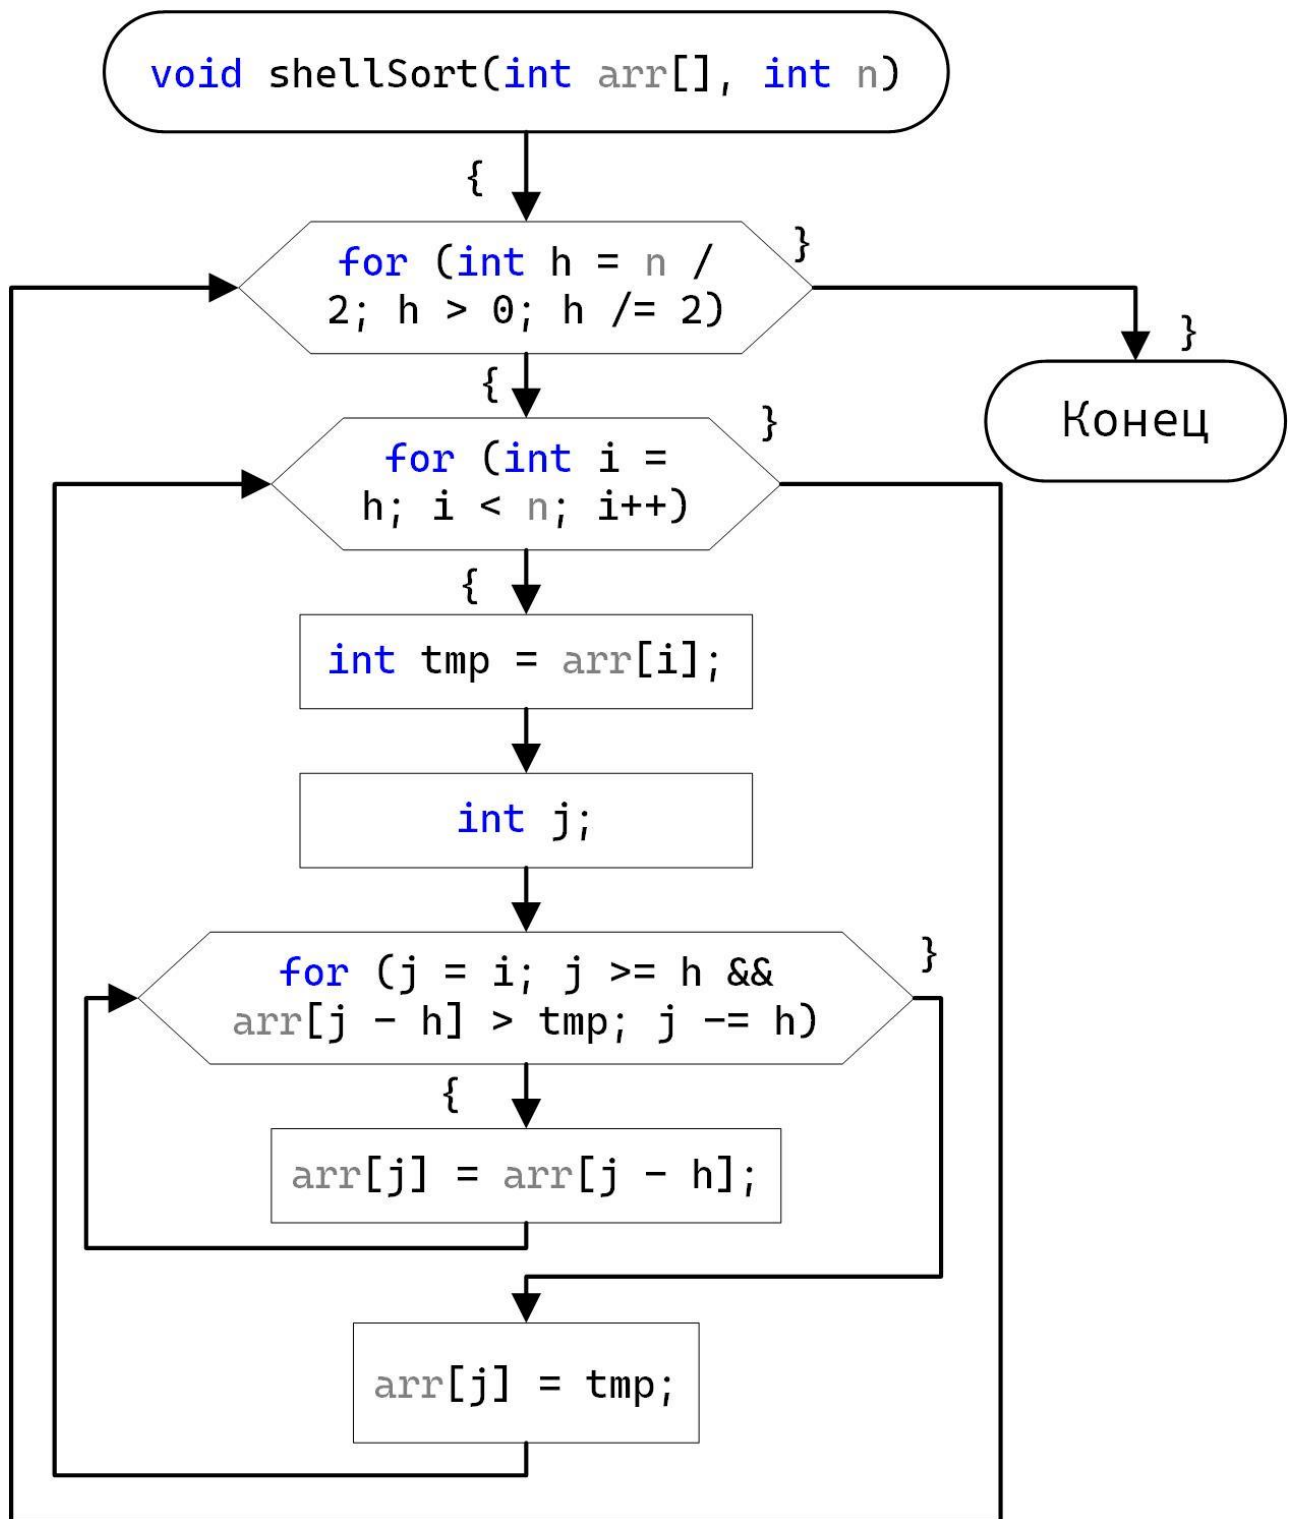 void shellSort(int arr[], int n)
{
for (int h = n /
2; h > 0; h /= 2)
}
}
Конец
{
for (int i =
h; i < n; i++)
}
{
int tmp = arr[i];
int j;
for (j = i; j >= h &&
arr[j - h] > tmp; j -= h)
}
{
arr[j] = arr[j - h];
arr[j] = tmp;